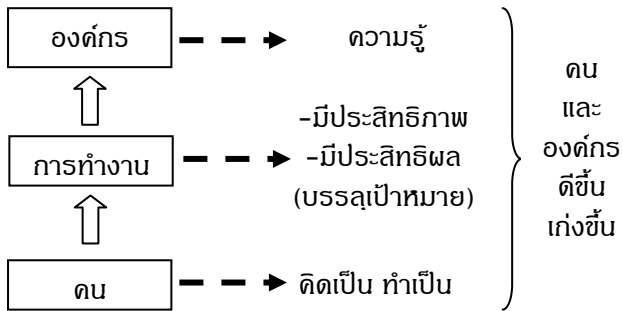 องค์กร
ความรู้
-มีประสิทธิภาพ
การทำงาน
-มีประสิทธิผล
(บรรลุเป้าหมาย)
คน
คิดเป็น ทำเป็น
คน
และ
องค์กร
ดีขึ้น
เก่งขึ้น